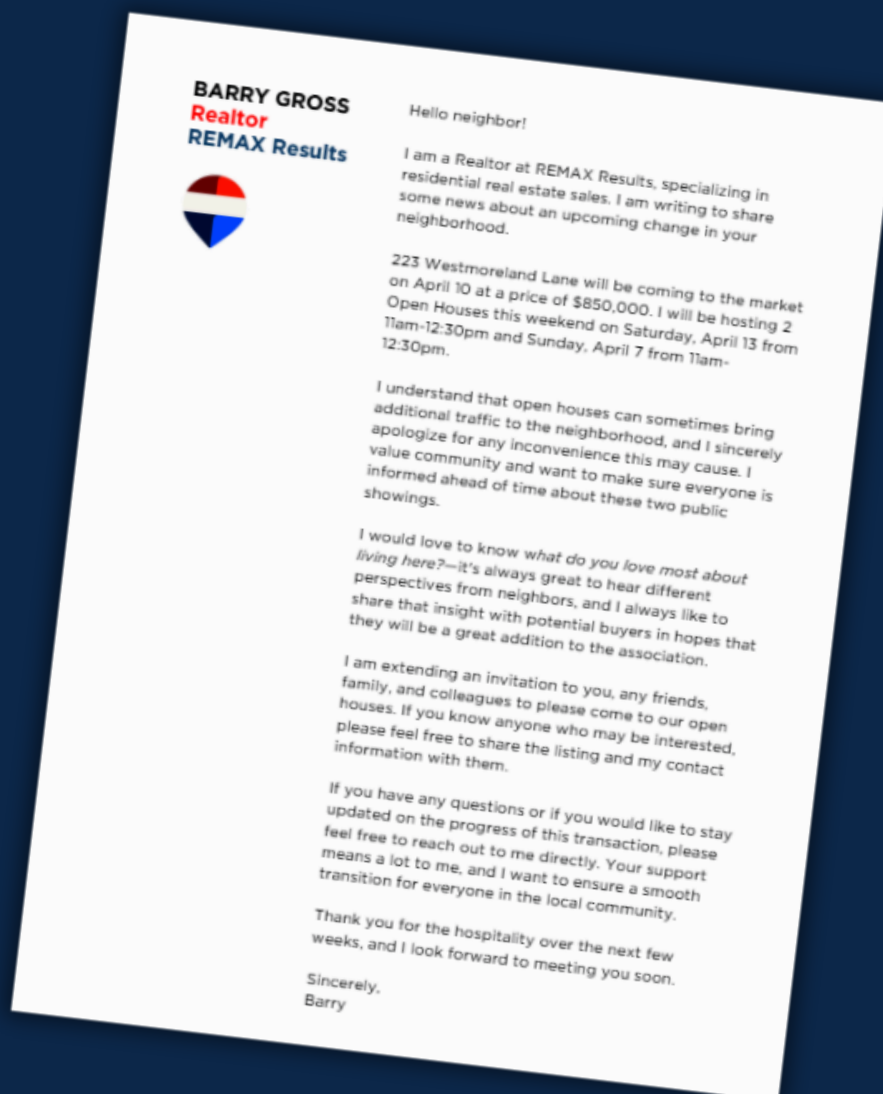 BARRY GROSS
Realtor
REMAX Results
Hello neighbor!
I am a Realtor at REMAX Results, specializing in
residential real estate sales. I am writing to share
some news about an upcoming change in your
neighborhood.
223 Westmoreland Lane will be coming to the market
on April 10 at a price of $850,000. I will be hosting 2
Open Houses this weekend on Saturday, April 13 from
11am-12:30pm and Sunday, April 7 from 11am-
12:30pm.
I understand that open houses can sometimes bring
additional traffic to the neighborhood, and I sincerely
apologize for any inconvenience this may cause. I
value community and want to make sure everyone is
informed ahead of time about these two public
showings.
I would love to know what do you love most about
living here?—it's always great to hear different
perspectives from neighbors, and I always like to
share that insight with potential buyers in hopes that
they will be a great addition to the association.
I am extending an invitation to you, any friends,
family, and colleagues to please come to our open
houses. If you know anyone who may be interested,
please feel free to share the listing and my contact
information with them.
If you have any questions or if you would like to stay
updated on the progress of this transaction, please
feel free to reach out to me directly. Your support
means a lot to me, and I want to ensure a smooth
transition for everyone in the local community.
Thank you for the hospitality over the next few
weeks, and I look forward to meeting you soon.
Sincerely,
Barry